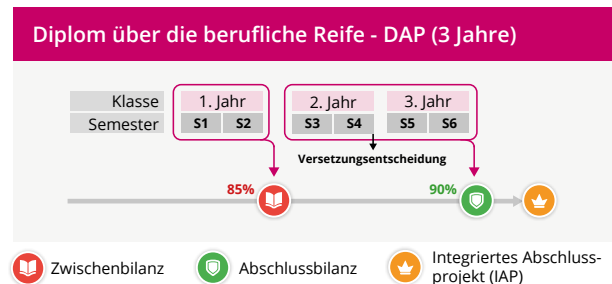 Diplom über die berufliche Reife - DAP (3 Jahre)
Klasse 1. Jahr 2. Jahr 3. Jahr
Semester S1 S2 S3 S4 S5 S6
Versetzungsentscheidung
85% 90%
Zwischenbilanz Abschlussbilanz Integriertes Abschluss-
projekt (IAP)